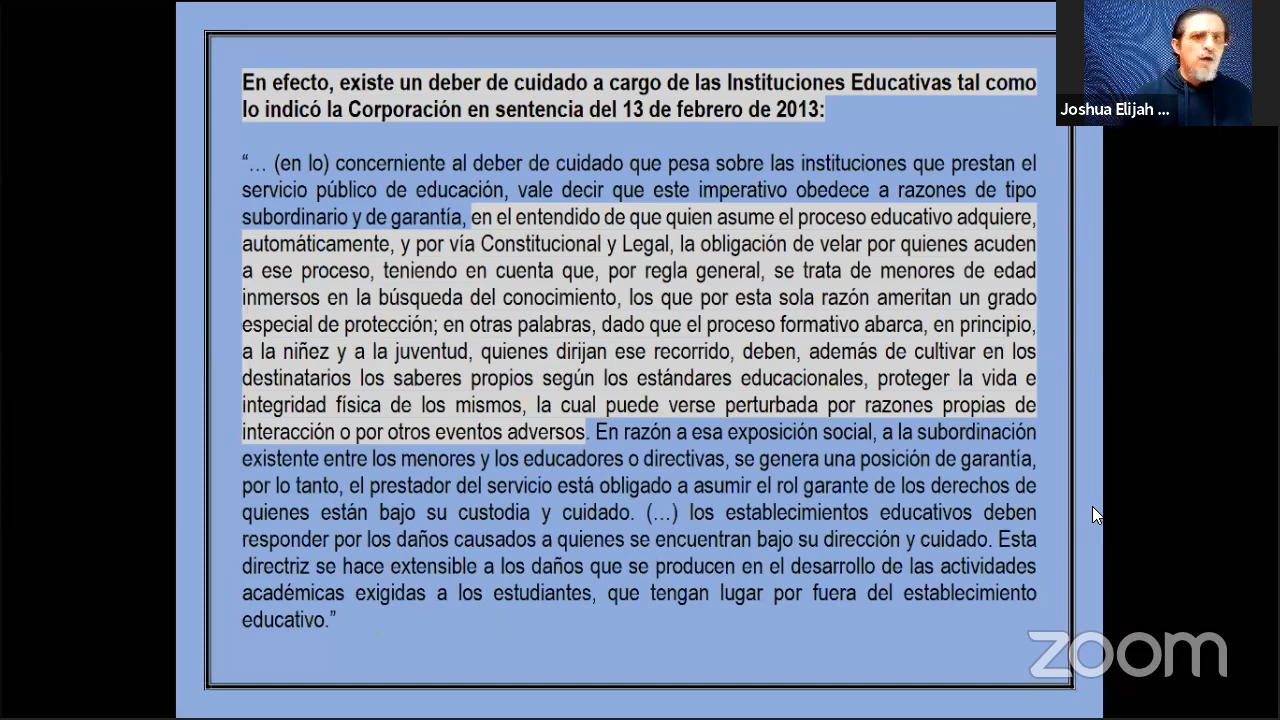 En efecto, existe un deber de cuidado a cargo de las Instituciones Educativas tal como
lo indicó la Corporación en sentencia del 13 de febrero de 2013:
“… (en lo) concerniente al deber de cuidado que pesa sobre las instituciones que prestan el
servicio público de educación, vale decir que este imperativo obedece a razones de tipo
subordinario y de garantía, en el entendido de que quien asume el proceso educativo adquiere,
automáticamente, y por vía Constitucional y Legal, la obligación de velar por quienes acuden
a ese proceso, teniendo en cuenta que, por regla general, se trata de menores de edad
inmersos en la búsqueda del conocimiento, los que por esta sola razón ameritan un grado
especial de protección; en otras palabras, dado que el proceso formativo abarca, en principio,
a la niñez y a la juventud, quienes dirijan ese recorrido, deben, además de cultivar en los
destinatarios los saberes propios según los estándares educacionales, proteger la vida e
integridad física de los mismos, la cual puede verse perturbada por razones propias de
interacción o por otros eventos adversos. En razón a esa exposición social, a la subordinación
existente entre los menores y los educadores o directivas, se genera una posición de garantía,
por lo tanto, el prestador del servicio está obligado a asumir el rol garante de los derechos de
quienes están bajo su custodia y cuidado. (…) los establecimientos educativos deben
responder por los daños causados a quienes se encuentran bajo su dirección y cuidado. Esta
directriz se hace extensible a los daños que se producen en el desarrollo de las actividades
académicas exigidas a los estudiantes, que tengan lugar por fuera del establecimiento
educativo.”
Joshua Elijah ...
zoom